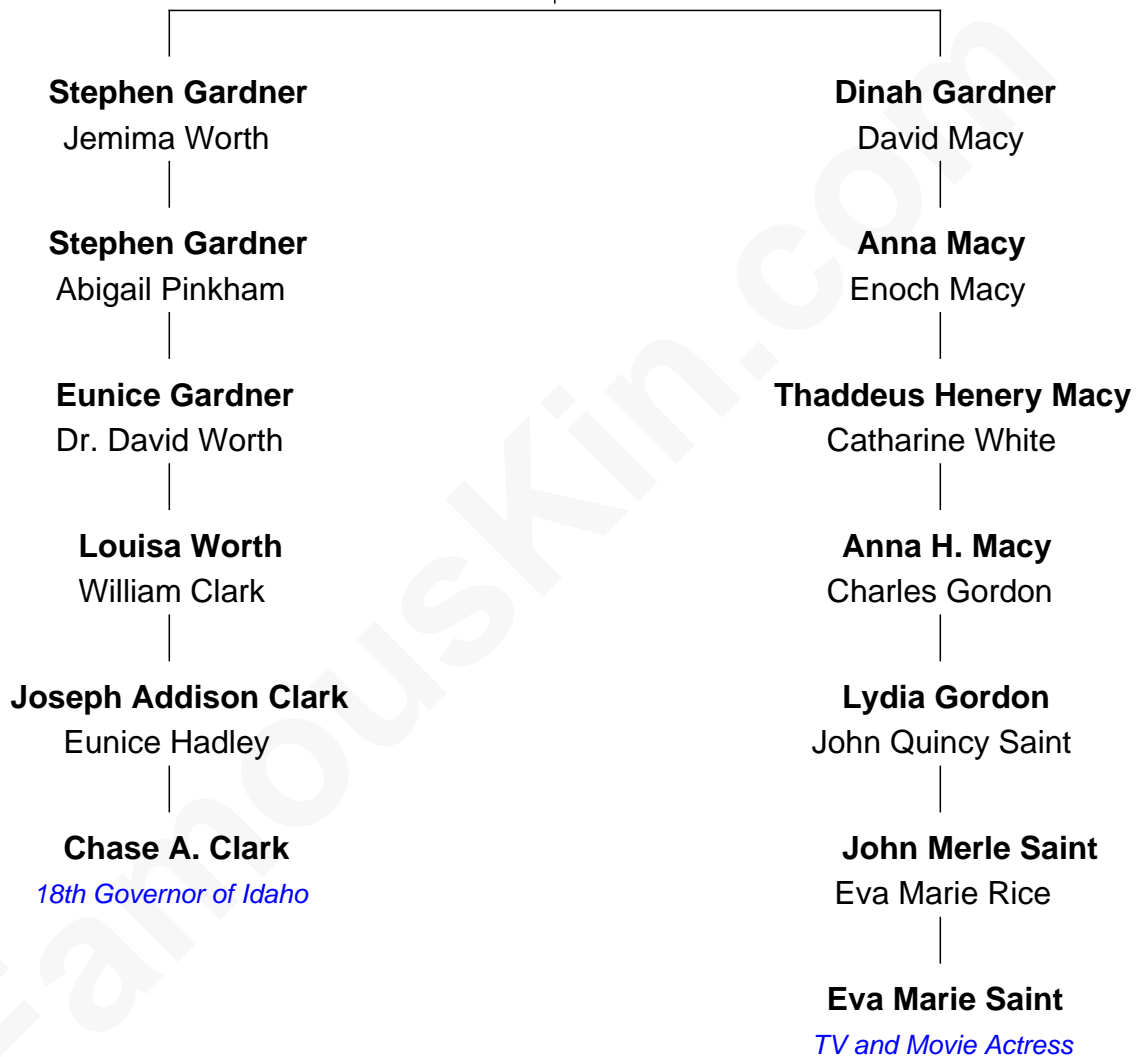 Stephen Gardner
Jemima Worth
Dinah Gardner
David Macy
Stephen Gardner
Abigail Pinkham
Anna Macy
Enoch Macy
Eunice Gardner
Dr. David Worth
Thaddeus Henery Macy
Catharine White
Louisa Worth
William Clark
Anna H. Macy
Charles Gordon
Joseph Addison Clark
Eunice Hadley
Lydia Gordon
John Quincy Saint
Chase A. Clark
18th Governor of Idaho
John Merle Saint
Eva Marie Rice
Eva Marie Saint
TV and Movie Actress
FamousKin.com